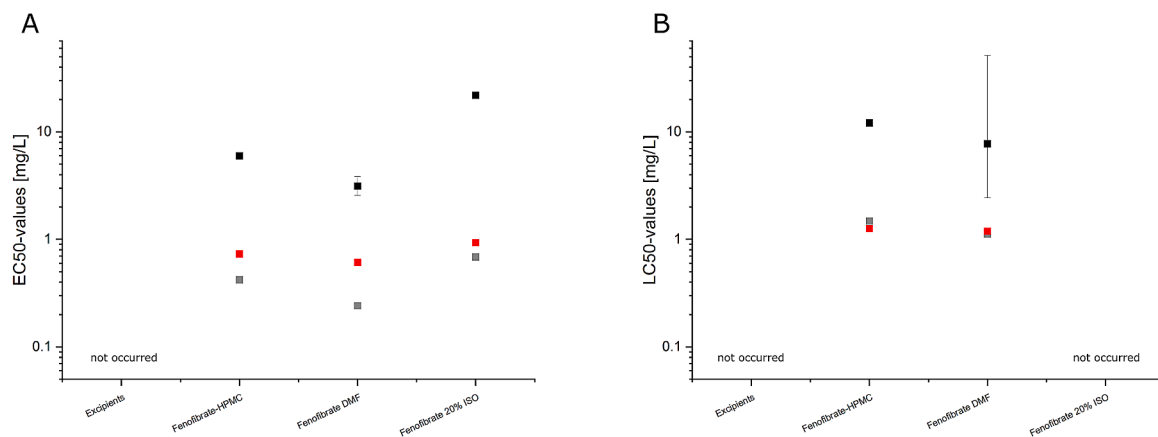 A
EC50-values [mg/L]
10
1
0.1
not occurred
Excipients
Fenofibrate-HPMC
Fenofibrate DMF
Fenofibrate 20% ISO
B
LC50-values [mg/L]
10
1
0.1
not occurred
not occurred
Excipients
Fenofibrate-HPMC
Fenofibrate DMF
Fenofibrate 20% ISO